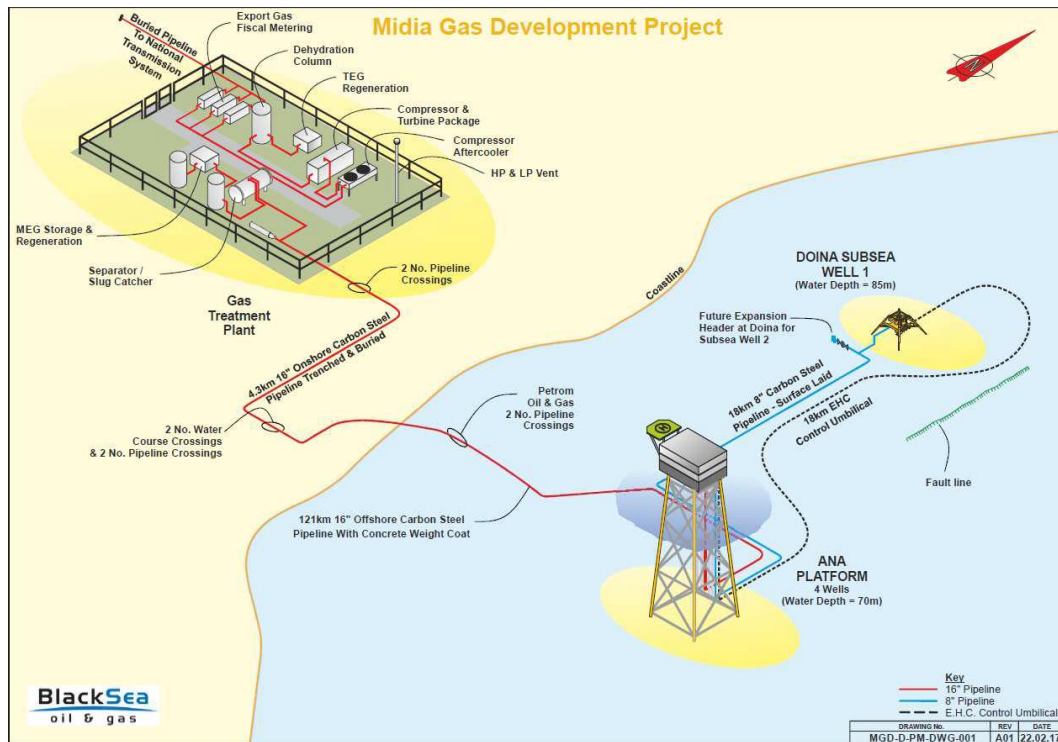 Midia Gas Development Project
Export Gas
Fiscal Metering
Buried Pipeline
To National
Transmission
System
Dehydration
Column
TEG
Regeneration
Compressor &
Turbine Package
Compressor
Aftercooler
HP & LP Vent
MEG Storage &
Regeneration
Separator /
Slug Catcher
Gas
Treatment
Plant
2 No. Pipeline
Crossings
4.3km 16" Onshore Carbon Steel
Pipeline Trenched & Buried
2 No. Water
Course Crossings
& 2 No. Pipeline Crossings
Petrom
Oil & Gas
2 No. Pipeline
Crossings
121km 16" Offshore Carbon Steel
Pipeline With Concrete Weight Coat
Coastline
DOINA SUBSEA
WELL 1
(Water Depth = 85m)
Future Expansion
Header at Doina for
Subsea Well 2
18km 8" Carbon Steel
Pipeline - Surface Laid
18km EHC
Control Umbilical
Fault line
H
ANA
PLATFORM
4 Wells
(Water Depth = 70m)
N
BlackSea
oil & gas
Key
16" Pipeline
8" Pipeline
E.H.C. Control Umbilical
DRAWING No. REV DATE
MGD-D-PM-DWG-001 A01 22.02.17